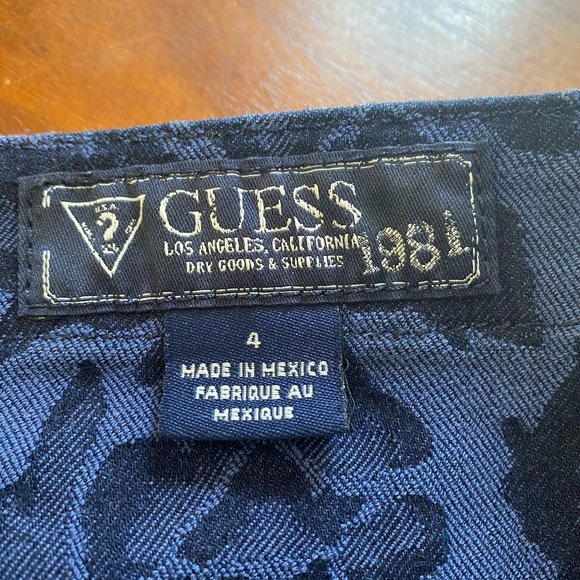 GUESS
LOS ANGELES, CALIFORNIA
DRY GOODS & SUPPLIES
1981
U.S.A.
?
4
MADE IN MEXICO
FABRIQUE AU
MEXIQUE